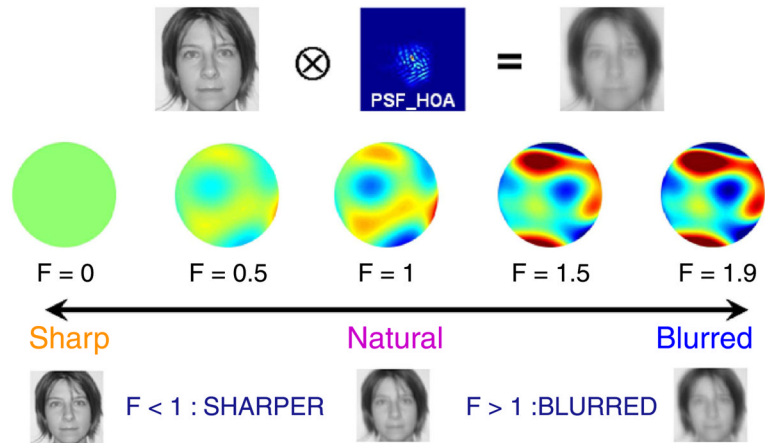 PSF_HOA
F = 0 F = 0.5 F = 1 F = 1.5 F = 1.9
Sharp Natural Blurred
F < 1 : SHARPER F > 1 :BLURRED